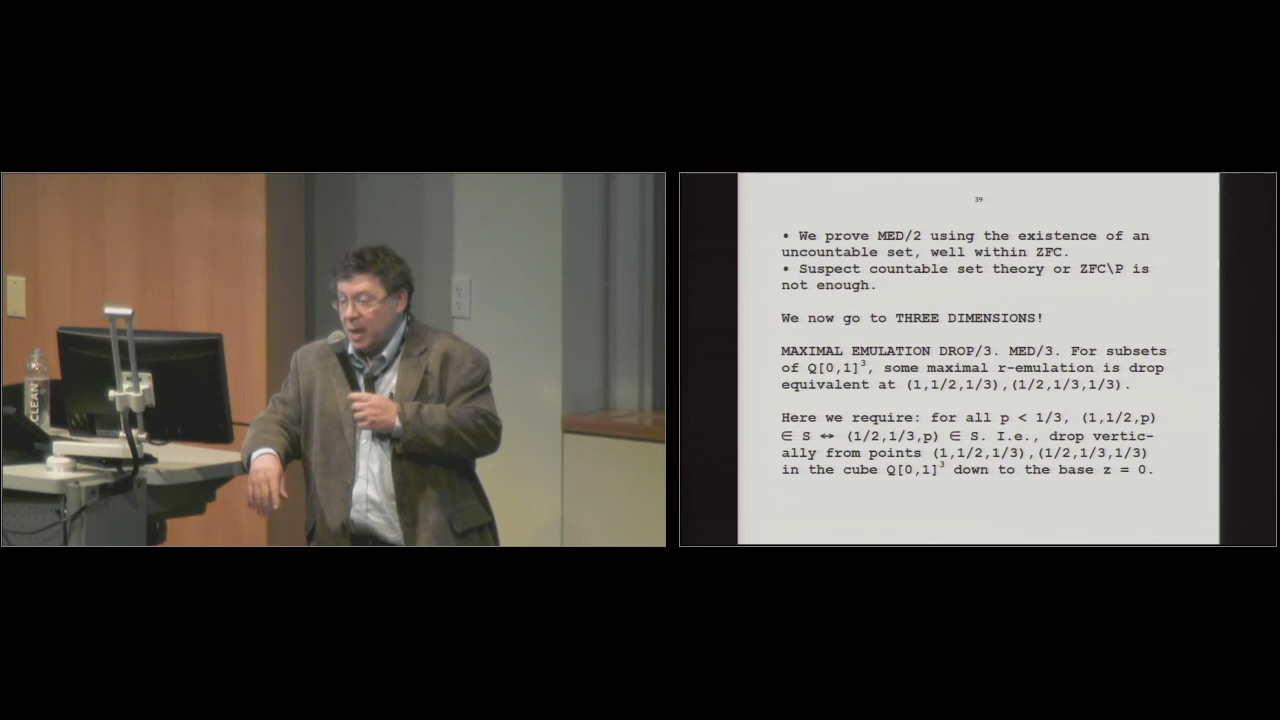 CLEAN
39
• We prove MED/2 using the existence of an
uncountable set, well within ZFC.
• Suspect countable set theory or ZFC\P is
not enough.
We now go to THREE DIMENSIONS!
MAXIMAL EMULATION DROP/3. MED/3. For subsets
of Q[0,1]³, some maximal r-emulation is drop
equivalent at (1,1/2,1/3),(1/2,1/3,1/3).
Here we require: for all p < 1/3, (1,1/2,p)
∈ S ↔ (1/2,1/3,p) ∈ S. I.e., drop vertic-
ally from points (1,1/2,1/3),(1/2,1/3,1/3)
in the cube Q[0,1]³ down to the base z = 0.